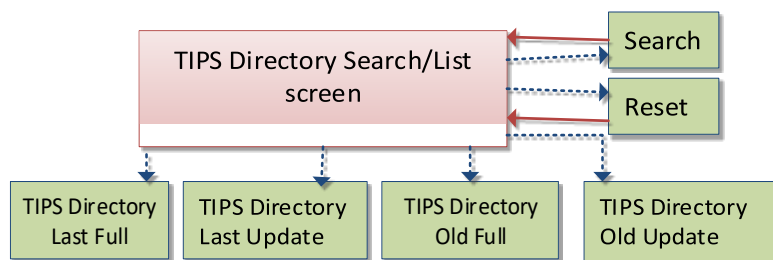 TIPS Directory Search/List
screen
Search
Reset
TIPS Directory
Last Full
TIPS Directory
Last Update
TIPS Directory
Old Full
TIPS Directory
Old Update